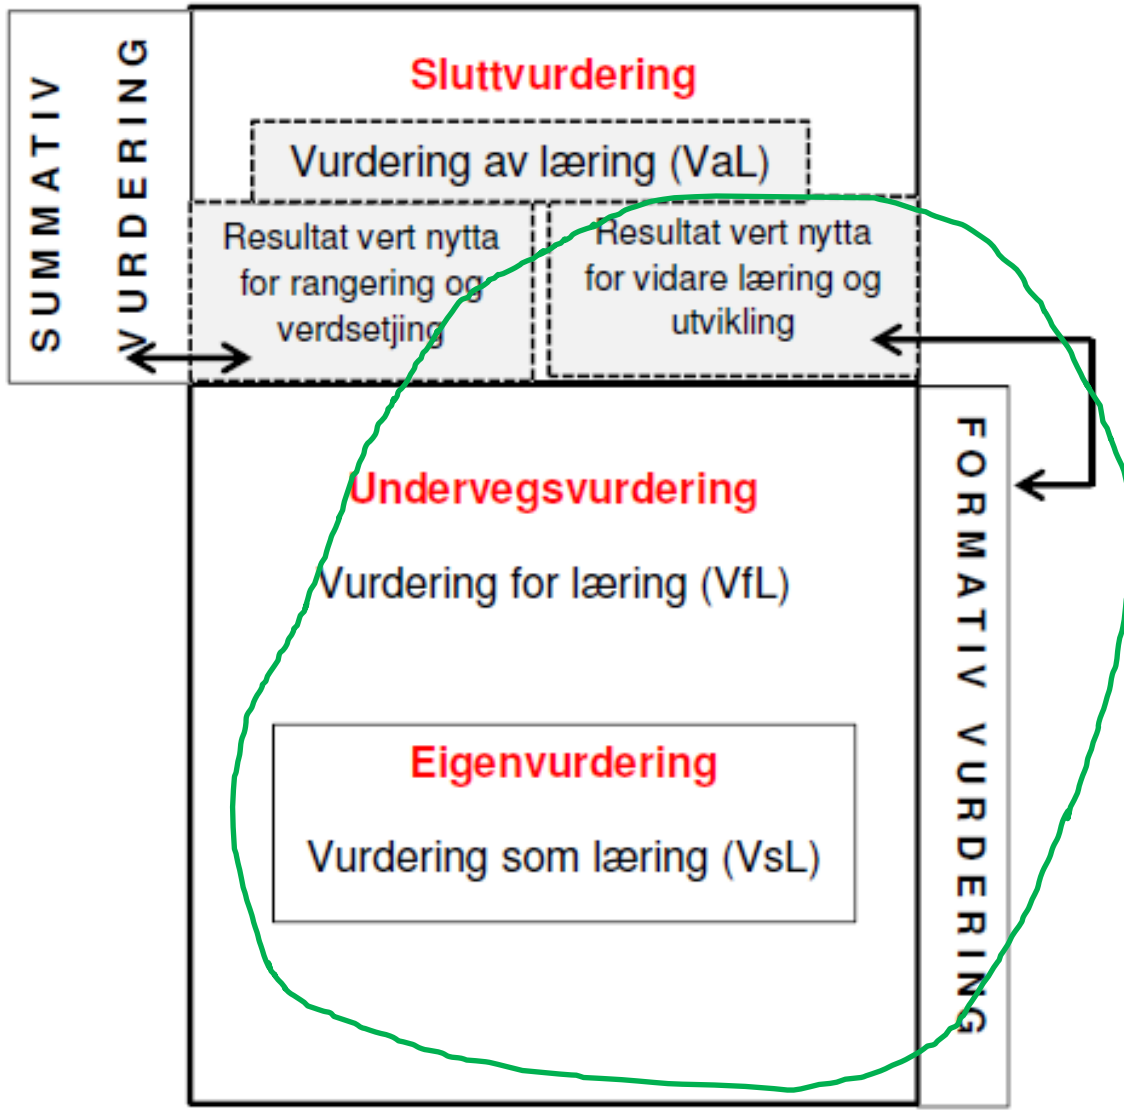 SUMMATIV
VURDERING
Sluttvurdering
Vurdering av læring (VaL)
Resultat vert nytta
for rangering og
verdsetjing
Resultat vert nytta
for vidare læring og
utvikling
Undervegsvurdering
Vurdering for læring (VfL)
Eigenvurdering
Vurdering som læring (VsL)
FORMATIV VURDERING